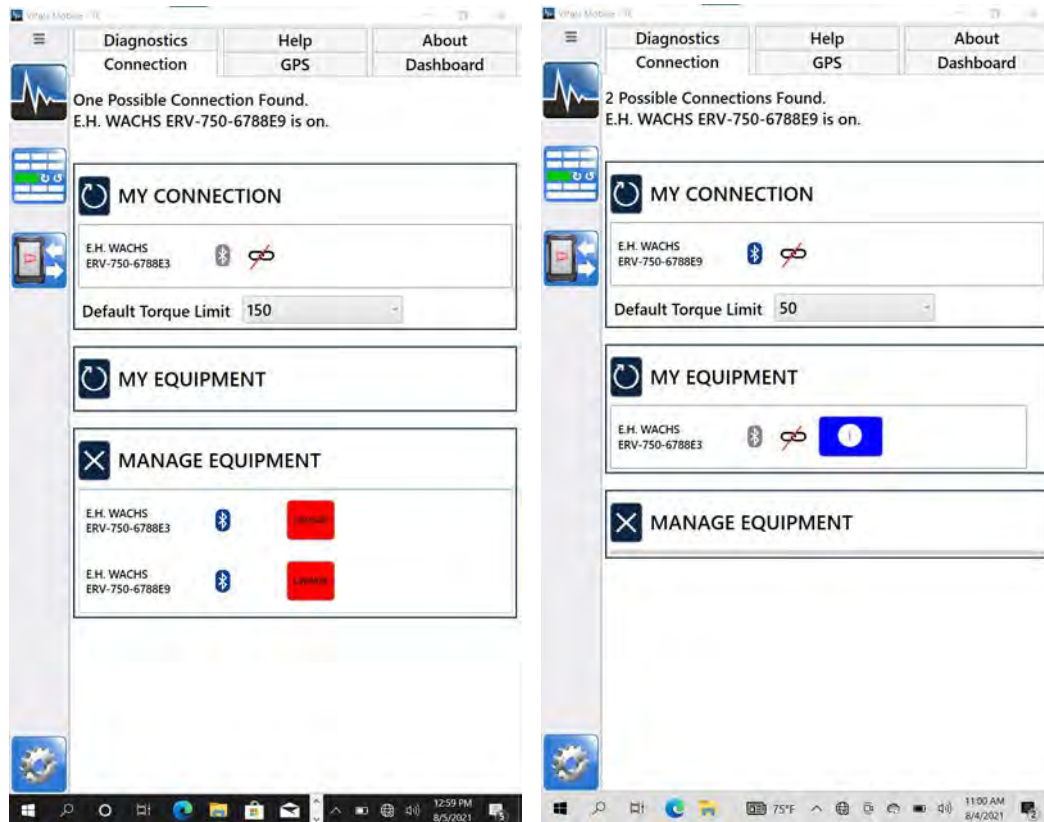 Diagnostics Help About
Connection GPS Dashboard
One Possible Connection Found.
E.H. WACHS ERV-750-6788E9 is on.
MY CONNECTION
E.H. WACHS
ERV-750-6788E3
Default Torque Limit 150
MY EQUIPMENT
MANAGE EQUIPMENT
E.H. WACHS
ERV-750-6788E3
E.H. WACHS
ERV-750-6788E9
12:59 PM
8/5/2021
5
Diagnostics Help About
Connection GPS Dashboard
2 Possible Connections Found.
E.H. WACHS ERV-750-6788E9 is on.
MY CONNECTION
E.H. WACHS
ERV-750-6788E9
Default Torque Limit 50
MY EQUIPMENT
E.H. WACHS
ERV-750-6788E3
MANAGE EQUIPMENT
75°F
11:00 AM
8/4/2021
2